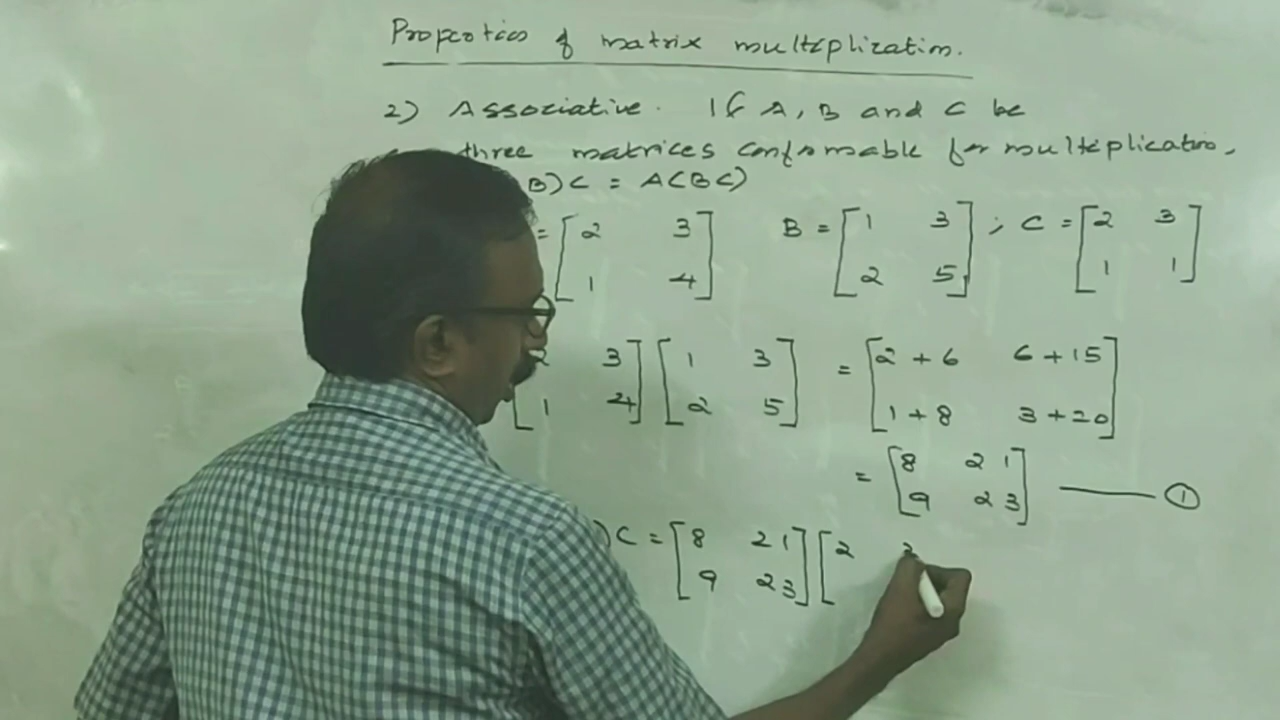 Properties of matrix multiplication.
2) Associative. If A, B and C be
three matrices conformable for multiplication,
B)C = A(BC)
= [2 3 B = [1 3 ; C = [2 3
1 4] 2 5] 1 1]
2 3 [1 3 = [2 + 6 6 + 15
1 4] 2 5] 1 + 8 3 + 20]
= [8 21
9 23] ——— ①
)C = [8 21 [2 3
9 23]